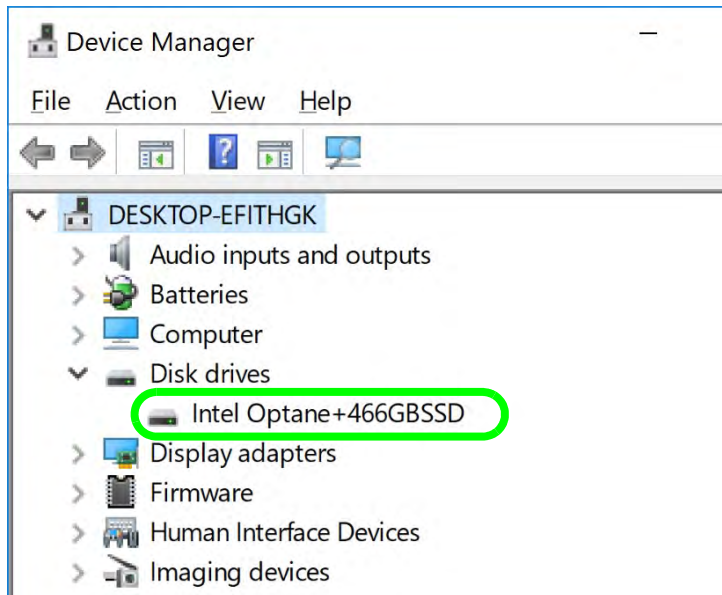 Device Manager
File Action View Help
DESKTOP-EFITHGK
Audio inputs and outputs
Batteries
Computer
Disk drives
Intel Optane+466GBSSD
Display adapters
Firmware
Human Interface Devices
Imaging devices